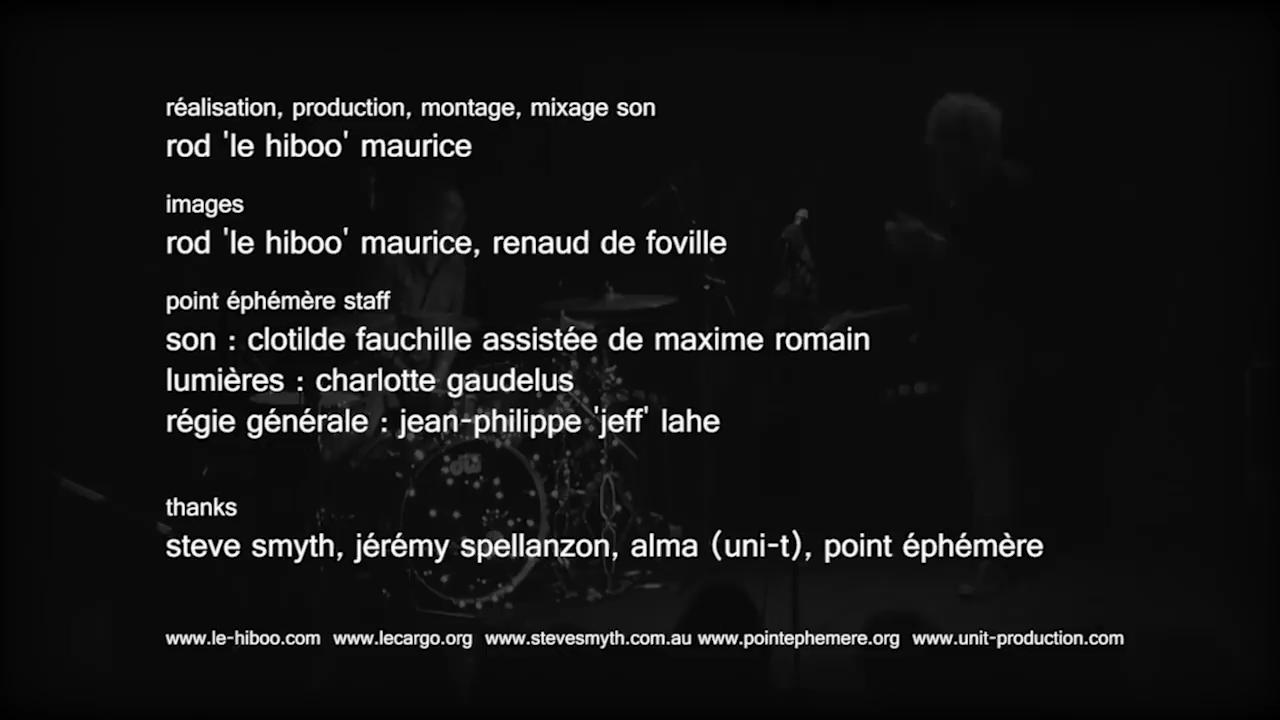 réalisation, production, montage, mixage son
rod 'le hiboo' maurice
images
rod 'le hiboo' maurice, renaud de foville
point éphémère staff
son : clotilde fauchille assistée de maxime romain
lumières : charlotte gaudelus
régie générale : jean-philippe 'jeff' lahe
thanks
steve smyth, jérémy spellanzon, alma (uni-t), point éphémère
www.le-hiboo.com www.lecargo.org www.stevesmyth.com.au www.pointephemere.org www.unit-production.com